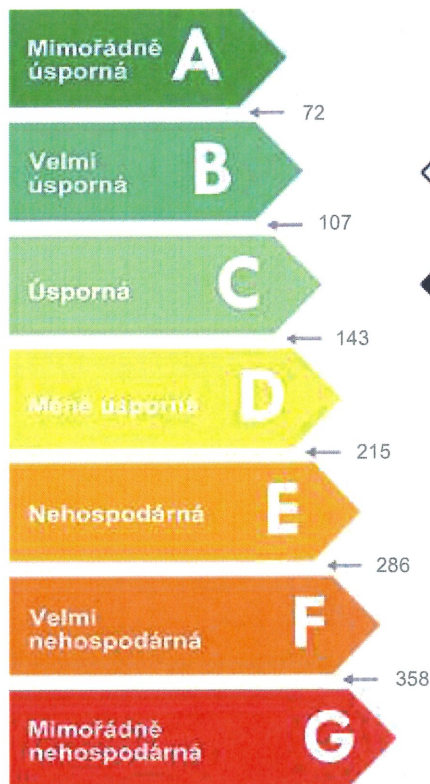 Mimořádně
úsporná
A
72
Velmi
úsporná
B
107
Úsporná
C
143
Méně úsporná
D
215
Nehospodárná
E
286
Velmi
nehospodárná
F
358
Mimořádně
nehospodárná
G